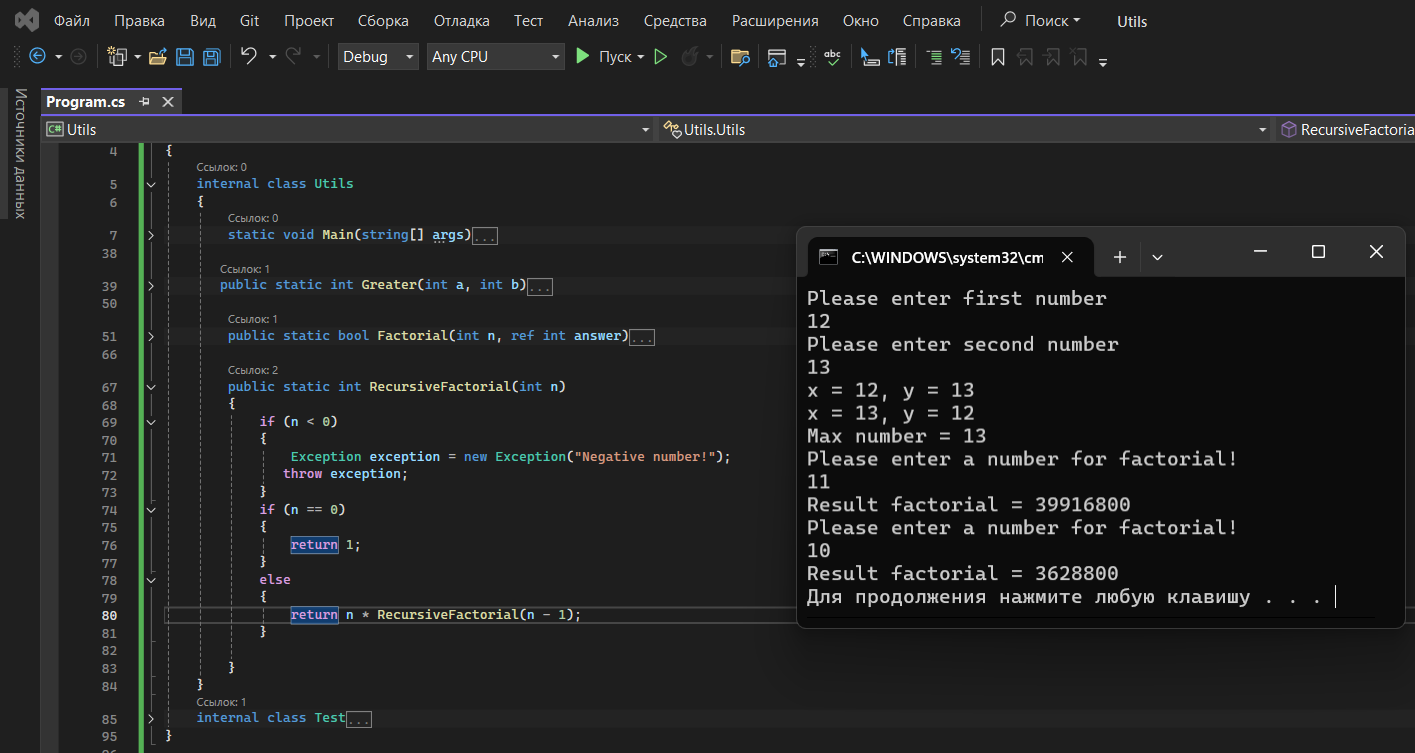 Файл Правка Вид Git Проект Сборка Отладка Тест Анализ Средства Расширения Окно Справка Поиск Utils
Debug Any CPU Пуск abc
Источники данных
Program.cs
C# Utils Utils.Utils RecursiveFactoria
4 {
Ссылок: 0
5 internal class Utils
6 {
Ссылок: 0
7 static void Main(string[] args)...
38
Ссылок: 1
39 public static int Greater(int a, int b)...
50
Ссылок: 1
51 public static bool Factorial(int n, ref int answer)...
66
Ссылок: 2
67 public static int RecursiveFactorial(int n)
68 {
69 if (n < 0)
70 {
71 Exception exception = new Exception("Negative number!");
72 throw exception;
73 }
74 if (n == 0)
75 {
76 return 1;
77 }
78 else
79 {
80 return n * RecursiveFactorial(n - 1);
81 }
82
83 }
84 }
Ссылок: 1
85 internal class Test...
95 }
C:\WINDOWS\system32\cm
Please enter first number
12
Please enter second number
13
x = 12, y = 13
x = 13, y = 12
Max number = 13
Please enter a number for factorial!
11
Result factorial = 39916800
Please enter a number for factorial!
10
Result factorial = 3628800
Для продолжения нажмите любую клавишу . . .